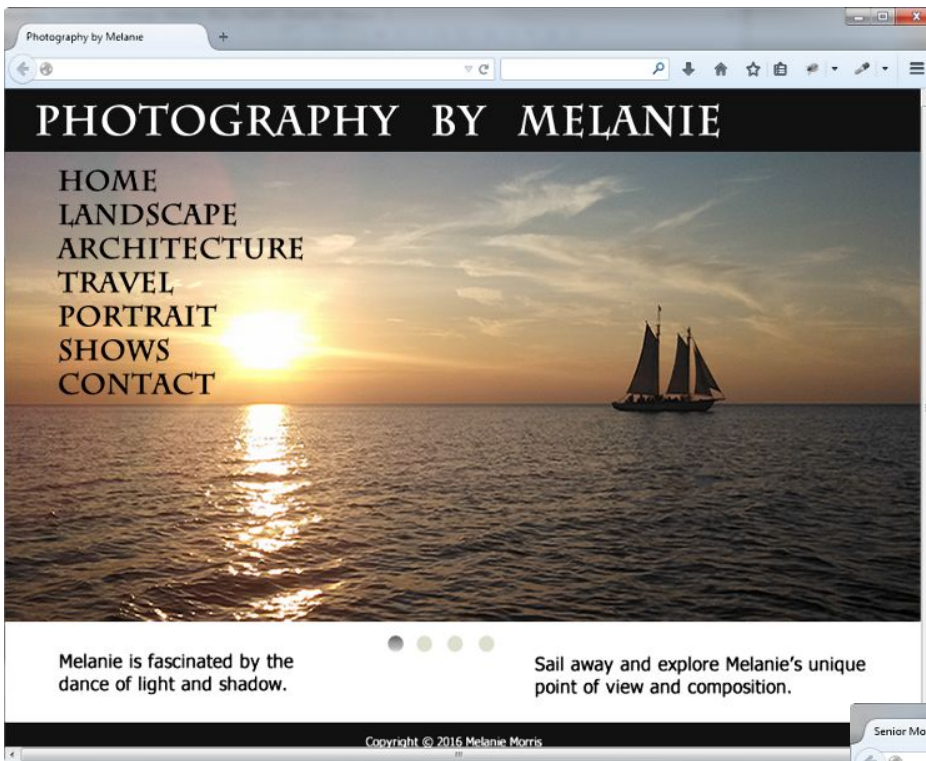 Photography by Melanie
PHOTOGRAPHY BY MELANIE
HOME
LANDSCAPE
ARCHITECTURE
TRAVEL
PORTRAIT
SHOWS
CONTACT
Melanie is fascinated by the
dance of light and shadow.
Sail away and explore Melanie's unique
point of view and composition.
Copyright © 2016 Melanie Morris
Senior Mo